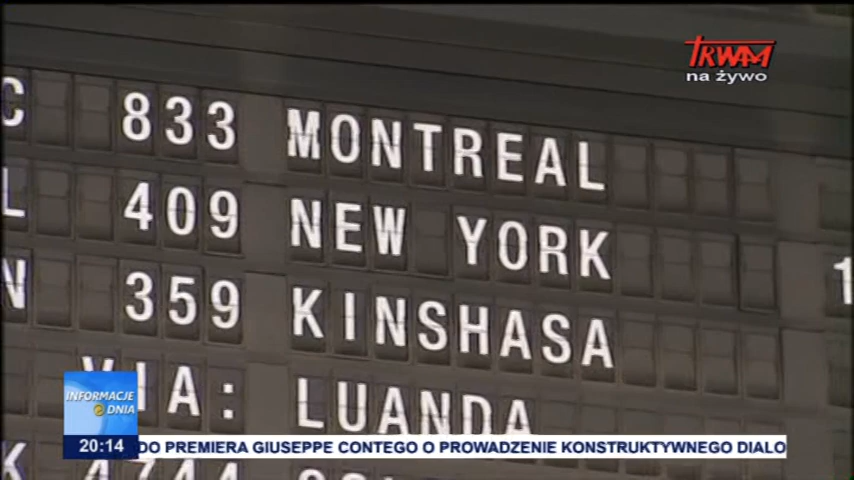 TRWAM
na żywo
C 833 MONTREAL
L 409 NEW YORK
N 359 KINSHASA
VIA: LUANDA
INFORMACJE
DNIA
20:14 DO PREMIERA GIUSEPPE CONTEGO O PROWADZENIE KONSTRUKTYWNEGO DIALO
K 4744